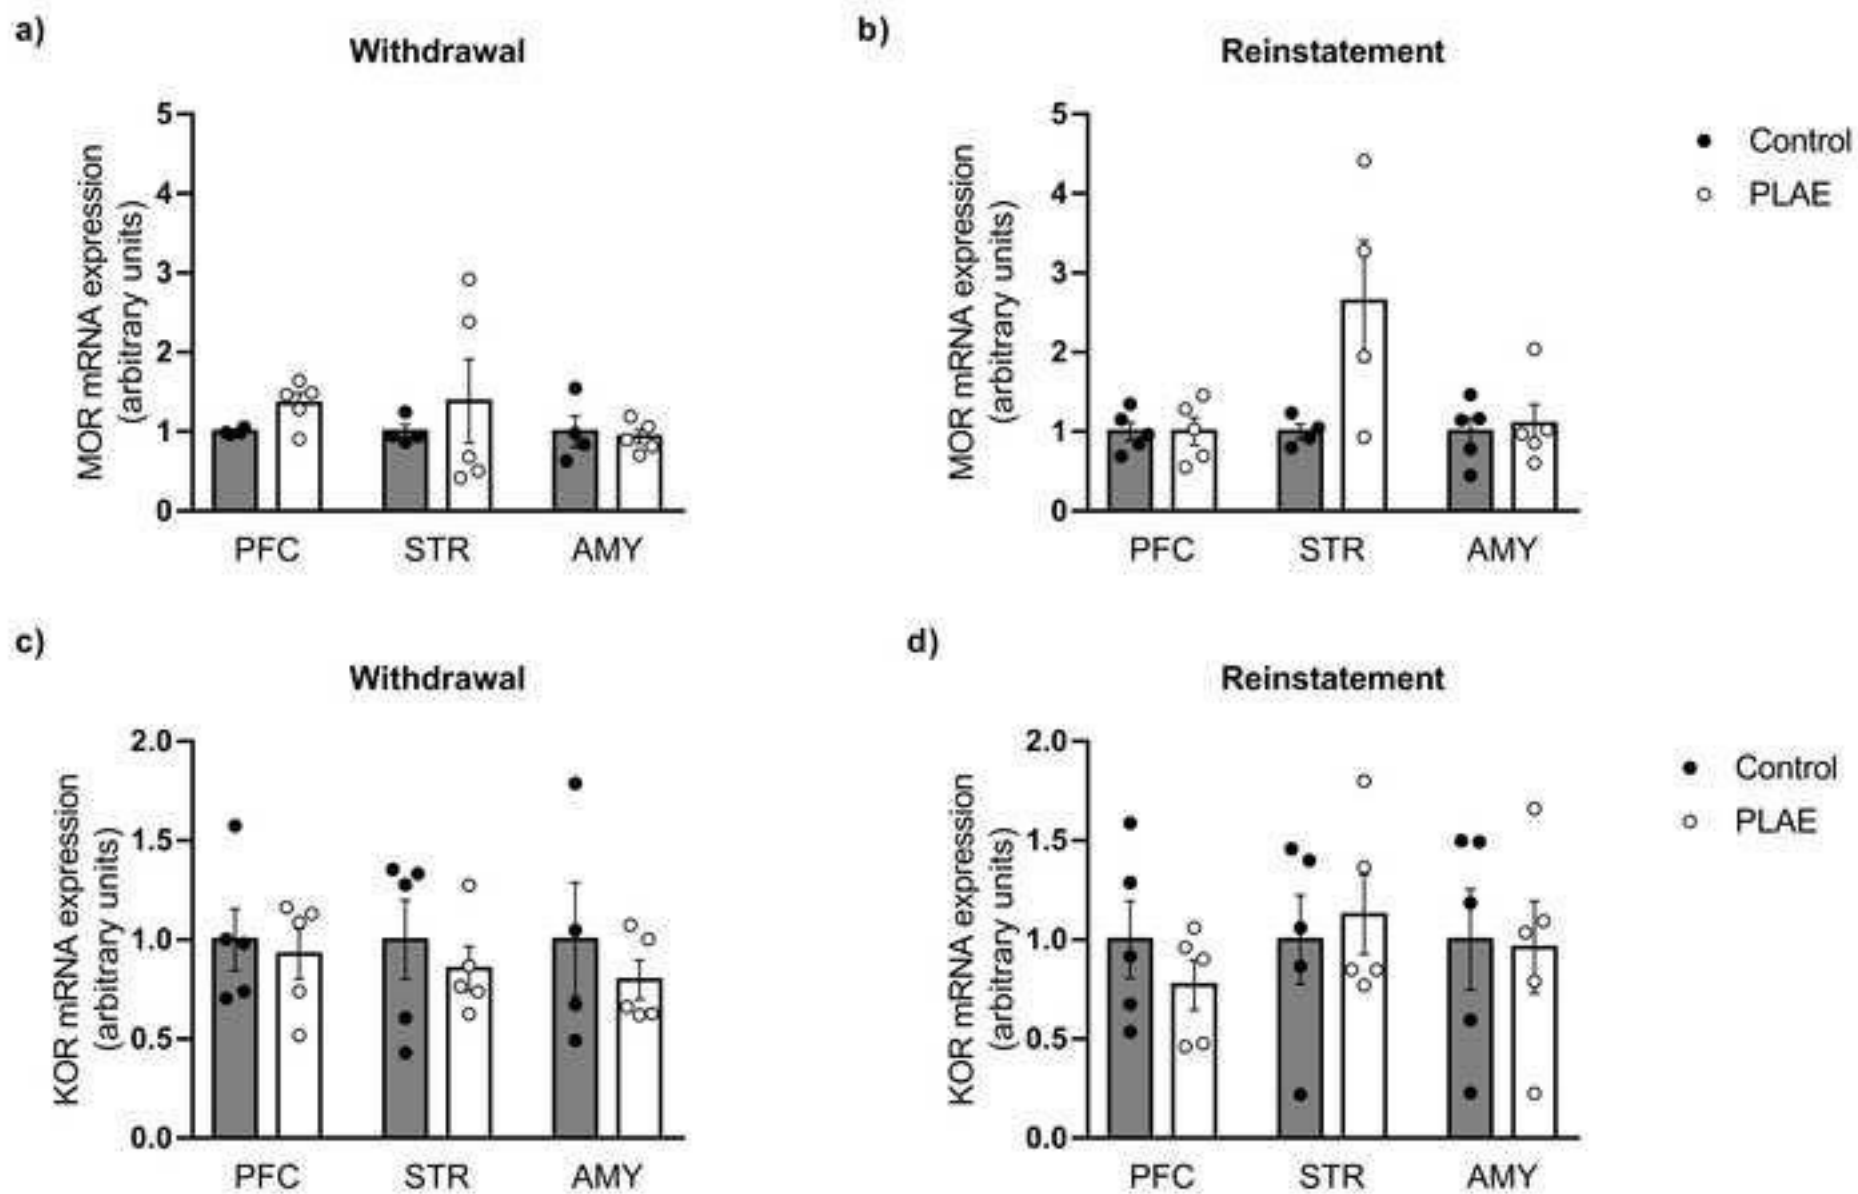 a)
Withdrawal
MOR mRNA expression
(arbitrary units)
5
4
3
2
1
0
PFC
STR
AMY
b)
Reinstatement
MOR mRNA expression
(arbitrary units)
5
4
3
2
1
0
PFC
STR
AMY
Control
PLAE
c)
Withdrawal
KOR mRNA expression
(arbitrary units)
2.0
1.5
1.0
0.5
0.0
PFC
STR
AMY
d)
Reinstatement
KOR mRNA expression
(arbitrary units)
2.0
1.5
1.0
0.5
0.0
PFC
STR
AMY
Control
PLAE